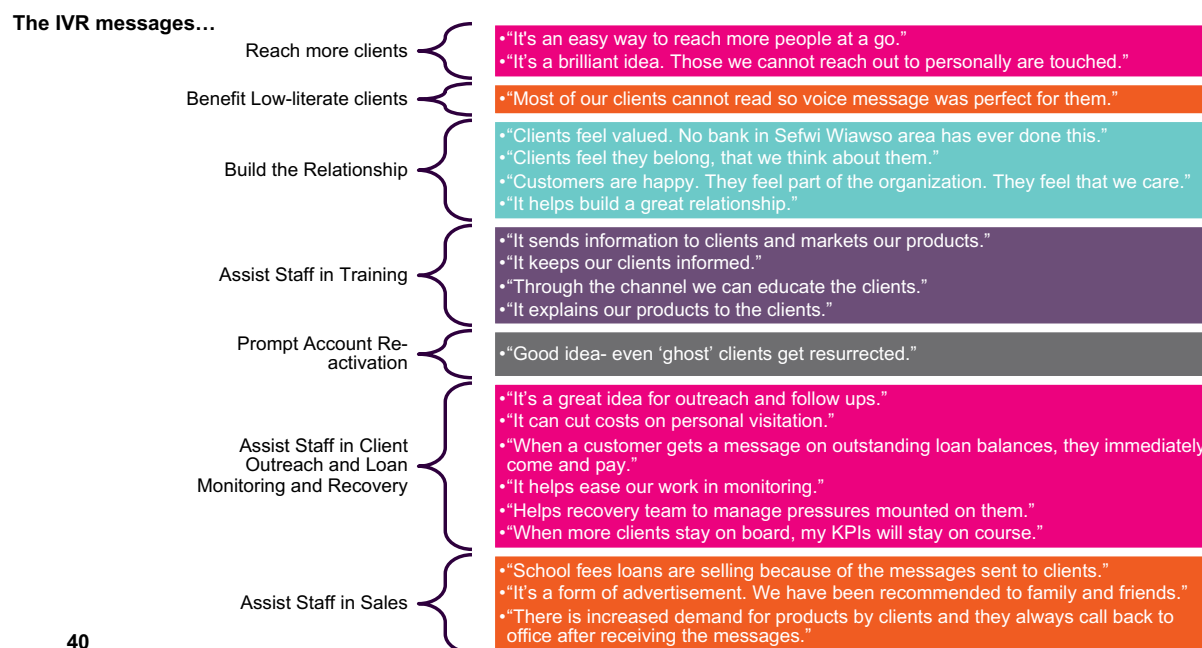 The IVR messages…
Reach more clients
•“It's an easy way to reach more people at a go.”
•“It’s a brilliant idea. Those we cannot reach out to personally are touched.”
Benefit Low-literate clients
•“Most of our clients cannot read so voice message was perfect for them.”
Build the Relationship
•“Clients feel valued. No bank in Sefwi Wiawso area has ever done this.”
•“Clients feel they belong, that we think about them.”
•“Customers are happy. They feel part of the organization. They feel that we care.”
•“It helps build a great relationship.”
Assist Staff in Training
•“It sends information to clients and markets our products.”
•“It keeps our clients informed.”
•“Through the channel we can educate the clients.”
•“It explains our products to the clients.”
Prompt Account Re-
activation
•“Good idea- even ‘ghost’ clients get resurrected.”
Assist Staff in Client
Outreach and Loan
Monitoring and Recovery
•“It’s a great idea for outreach and follow ups.”
•“It can cut costs on personal visitation.”
•“When a customer gets a message on outstanding loan balances, they immediately
come and pay.”
•“It helps ease our work in monitoring.”
•“Helps recovery team to manage pressures mounted on them.”
•“When more clients stay on board, my KPIs will stay on course.”
Assist Staff in Sales
•“School fees loans are selling because of the messages sent to clients.”
•“It’s a form of advertisement. We have been recommended to family and friends.”
•“There is increased demand for products by clients and they always call back to
office after receiving the messages.”
40